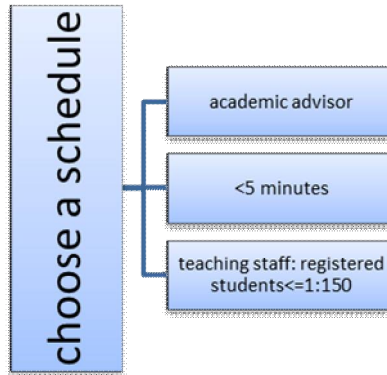 choose a schedule
academic advisor
<5 minutes
teaching staff: registered
students<=1:150